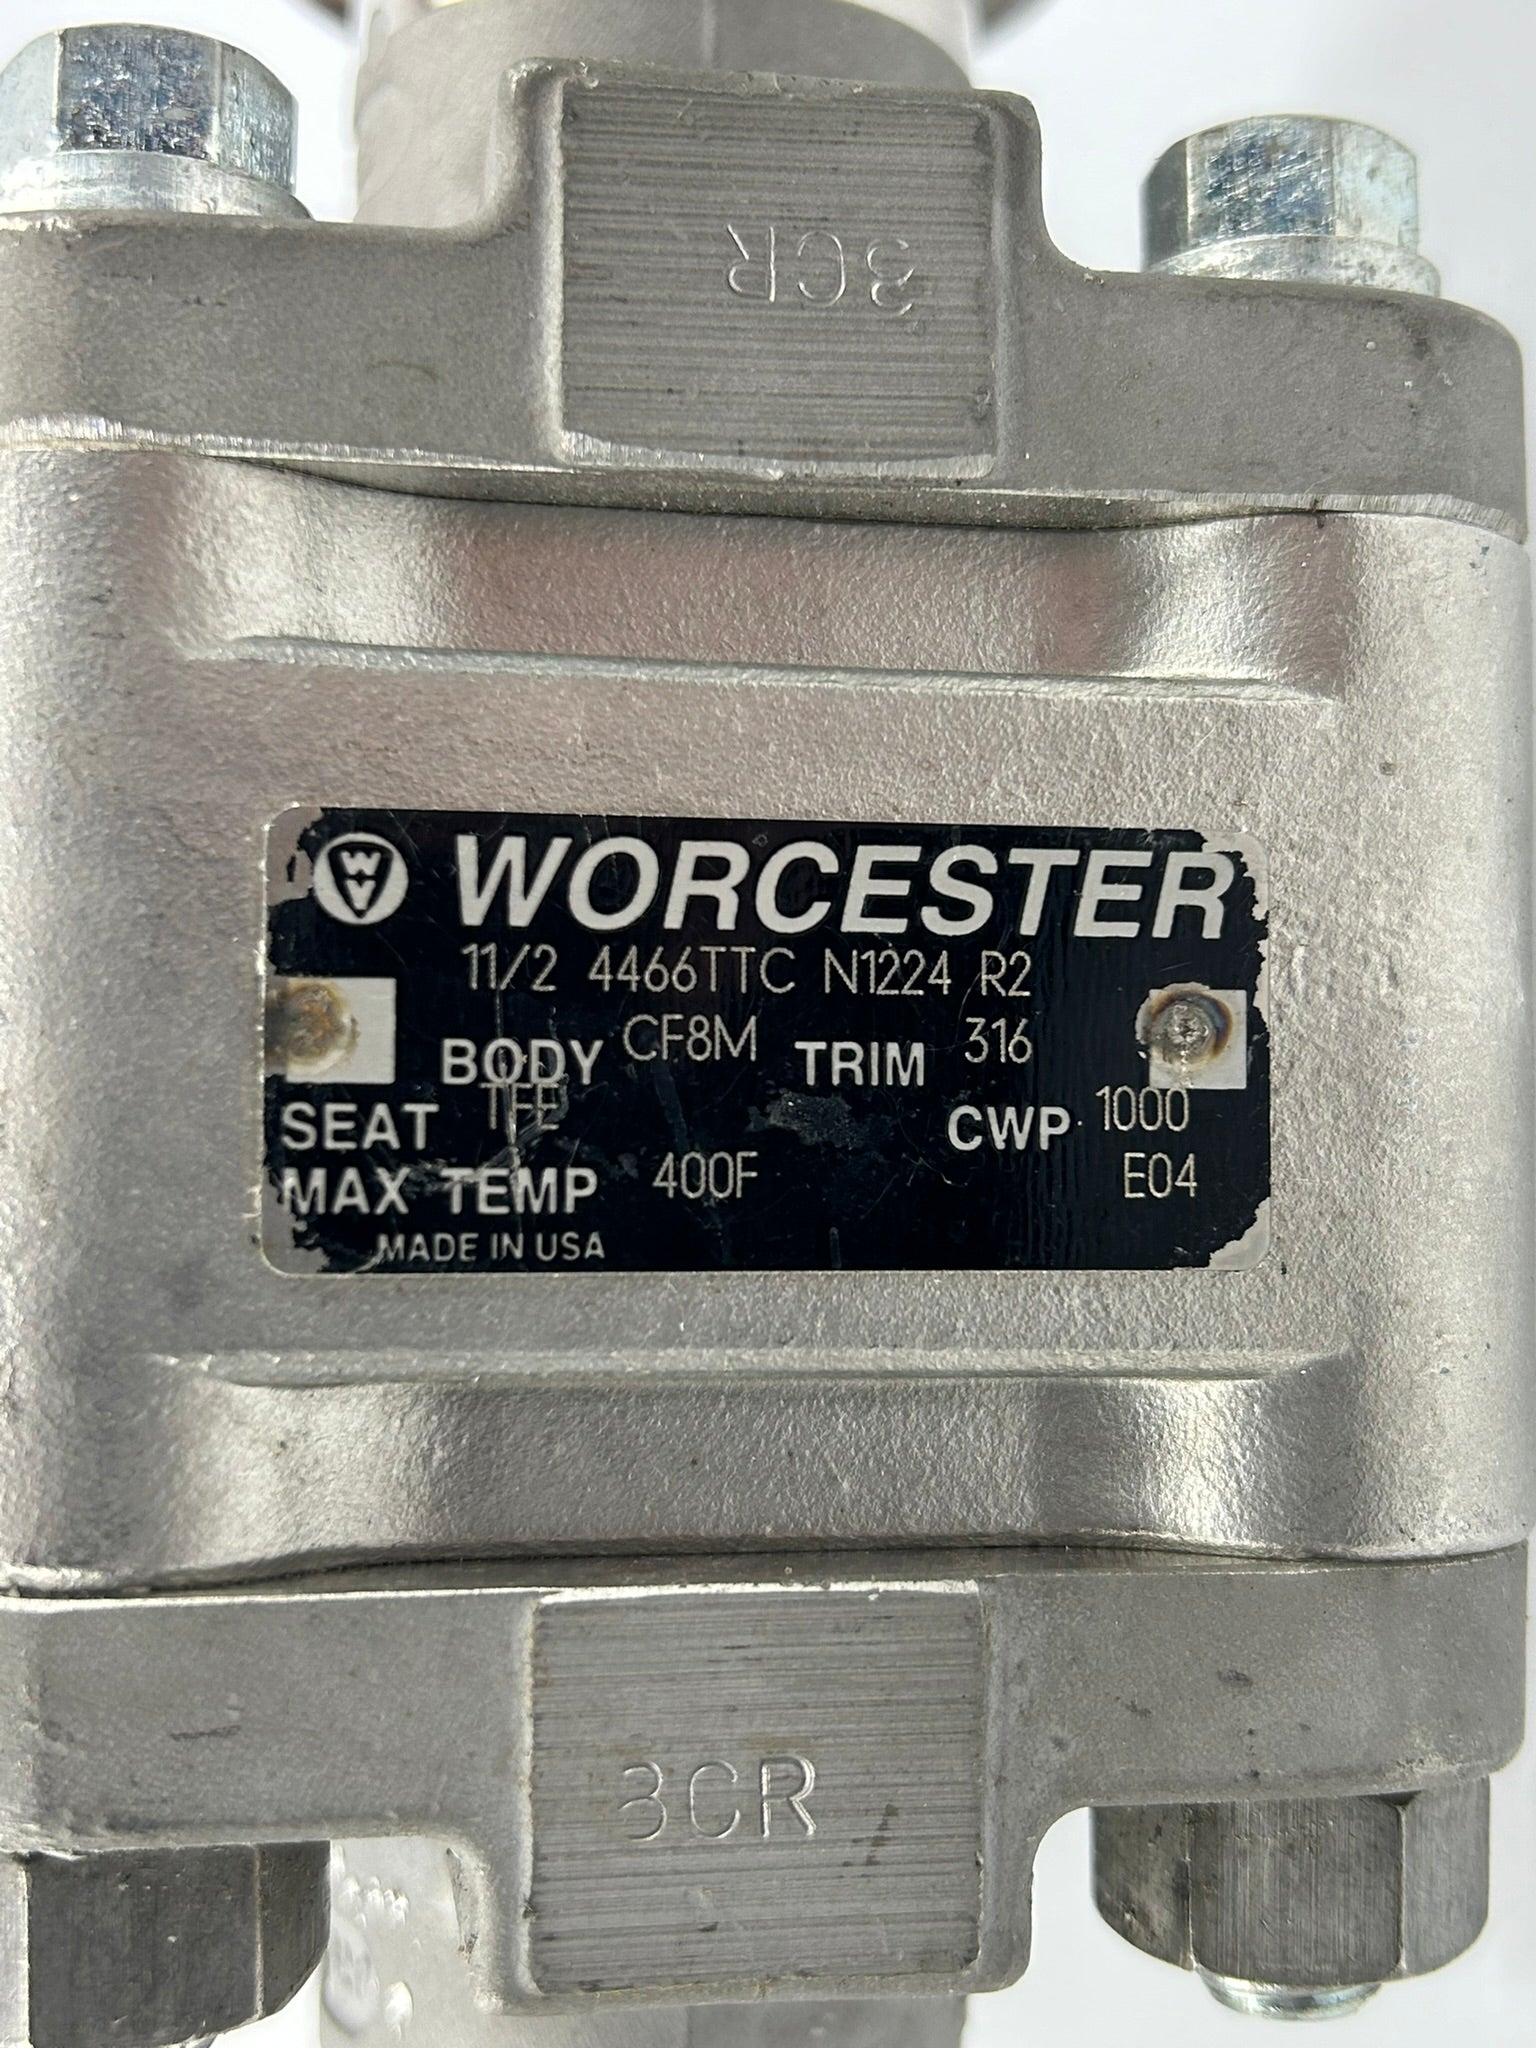 3CR
WORCESTER
11/2 4466TTC N1224 R2
BODY CF8M TRIM 316
SEAT TFE CWP 1000
MAX TEMP 400F E04
MADE IN USA
3CR